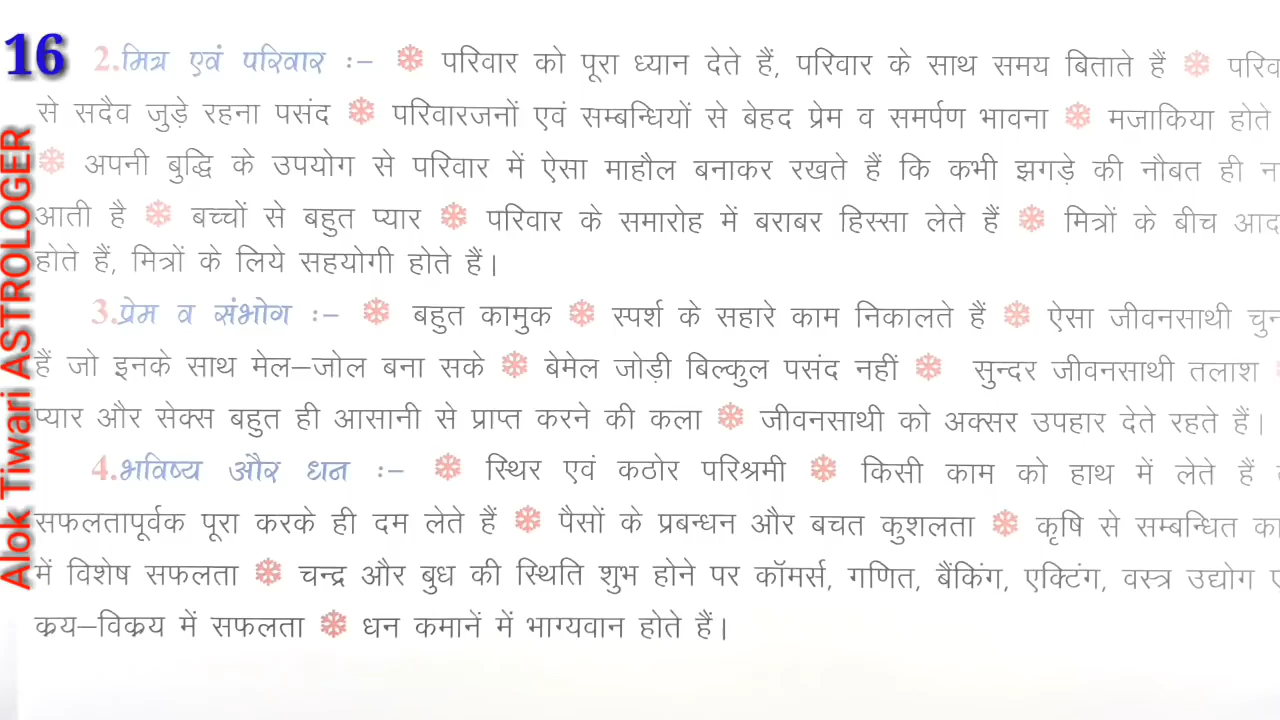 16
2.मित्र एवं परिवार :- ❄ परिवार को पूरा ध्यान देते हैं, परिवार के साथ समय बिताते हैं ❄
से सदैव जुड़े रहना पसंद ❄ परिवारजनों एवं सम्बन्धियों से बेहद प्रेम व समर्पण भावना ❄ मजाकिया होते
❄ अपनी बुद्धि के उपयोग से परिवार में ऐसा माहौल बनाकर रखते हैं कि कभी झगड़े की नौबत ही
आती है ❄ बच्चों से बहुत प्यार ❄ परिवार के समारोह में बराबर हिस्सा लेते हैं ❄ मित्रों के बीच
होते हैं, मित्रों के लिये सहयोगी होते हैं।
3.प्रेम व संभोग :- ❄ बहुत कामुक ❄ स्पर्श के सहारे काम निकालते हैं ❄ ऐसा जीवनसाथी
हैं जो इनके साथ मेल–जोल बना सके ❄ बेमेल जोड़ी बिल्कुल पसंद नहीं ❄ सुन्दर जीवनसाथी तलाश
प्यार और सेक्स बहुत ही आसानी से प्राप्त करने की कला ❄ जीवनसाथी को अक्सर उपहार देते रहते हैं।
4.भविष्य और धन :- ❄ स्थिर एवं कठोर परिश्रमी ❄ किसी काम को हाथ में लेते हैं
सफलतापूर्वक पूरा करके ही दम लेते हैं ❄ पैसों के प्रबन्धन और बचत कुशलता ❄ कृषि से सम्बन्धित
में विशेष सफलता ❄ चन्द्र और बुध की स्थिति शुभ होने पर कॉमर्स, गणित, बैंकिंग, एक्टिंग, वस्त्र उद्योग
क्रय–विक्रय में सफलता ❄ धन कमानें में भाग्यवान होते हैं।
Alok Tiwari ASTROLOGER